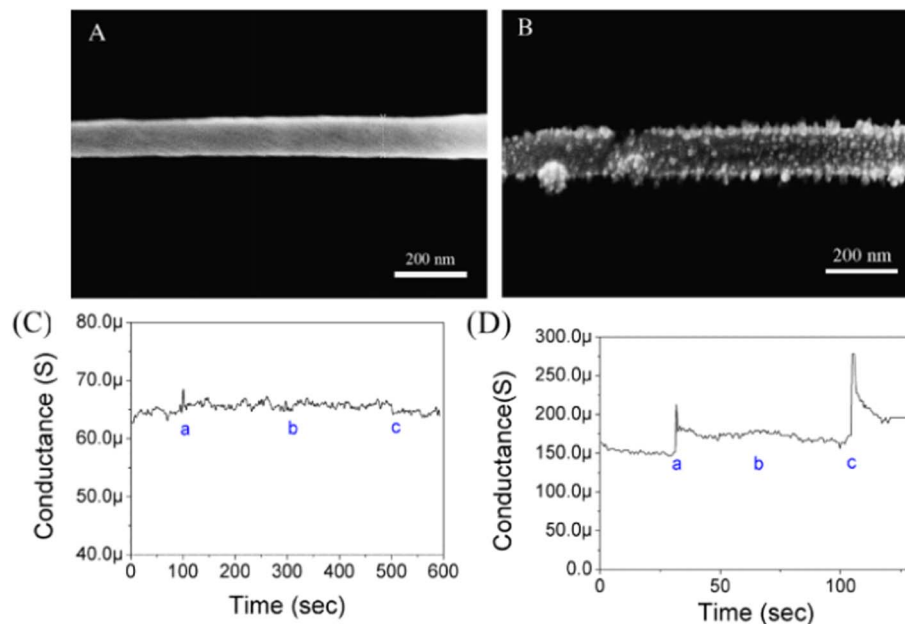 A
200 nm
B
200 nm
(C)
80.0µ
70.0µ
60.0µ
50.0µ
40.0µ
Conductance (S)
a
b
c
0
100
200
300
400
500
600
Time (sec)
(D)
300.0µ
250.0µ
200.0µ
150.0µ
100.0µ
50.0µ
0.0
Conductance(S)
a
b
c
0
50
100
Time (sec)